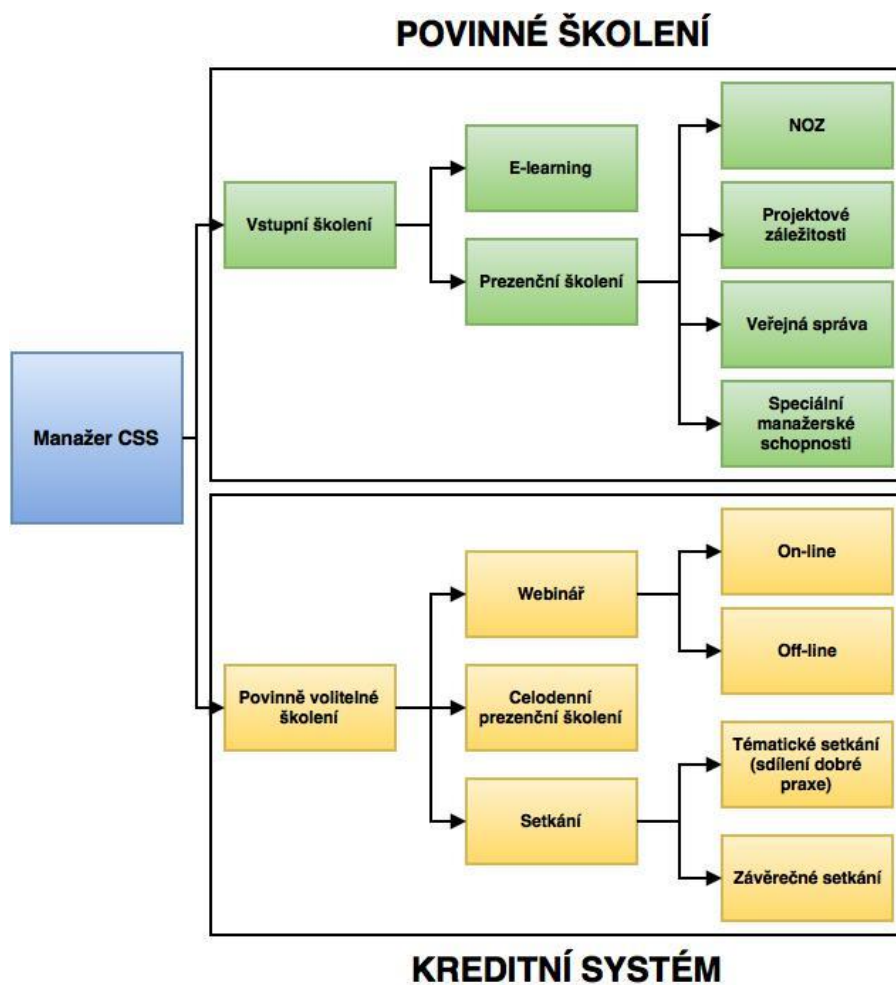 POVINNÉ ŠKOLENÍ
NOZ
E-learning
Vstupní školení
Projektové
záležitosti
Prezenční školení
Veřejná správa
Speciální
manažerské
schopnosti
Manažer CSS
On-line
Webinář
Off-line
Povinně volitelné
školení
Celodenní
prezenční školení
Tématické setkání
(sdílení dobré
praxe)
Setkání
Závěrečné setkání
KREDITNÍ SYSTÉM